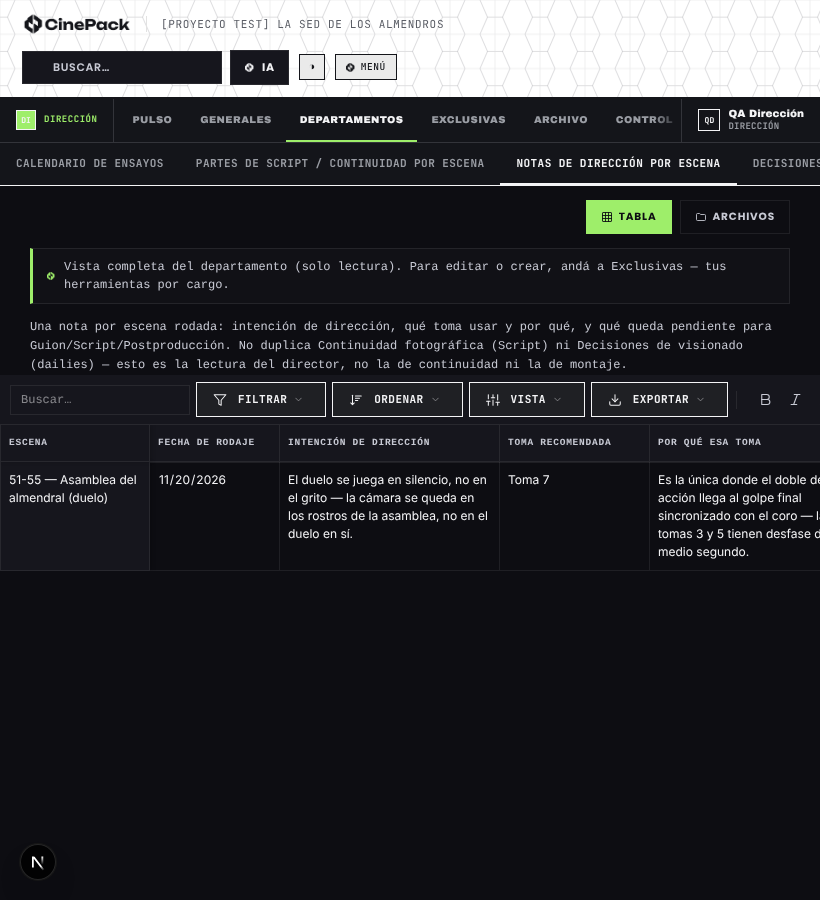 CinePack
[PROYECTO TEST] LA SED DE LOS ALMENDROS
BUSCAR…
IA
MENÚ
DI
DIRECCIÓN
PULSO
GENERALES
DEPARTAMENTOS
EXCLUSIVAS
ARCHIVO
CONTROL
QD
QA Dirección
DIRECCIÓN
CALENDARIO DE ENSAYOS
PARTES DE SCRIPT / CONTINUIDAD POR ESCENA
NOTAS DE DIRECCIÓN POR ESCENA
DECISIONES
TABLA
ARCHIVOS
Vista completa del departamento (solo lectura). Para editar o crear, andá a Exclusivas — tus
herramientas por cargo.
Una nota por escena rodada: intención de dirección, qué toma usar y por qué, y qué queda pendiente para
Guion/Script/Postproducción. No duplica Continuidad fotográfica (Script) ni Decisiones de visionado
(dailies) — esto es la lectura del director, no la de continuidad ni la de montaje.
Buscar...
FILTRAR
ORDENAR
VISTA
EXPORTAR
B
I
ESCENA
FECHA DE RODAJE
INTENCIÓN DE DIRECCIÓN
TOMA RECOMENDADA
POR QUÉ ESA TOMA
51-55 — Asamblea del
almendral (duelo)
11/20/2026
El duelo se juega en silencio, no en
el grito — la cámara se queda en
los rostros de la asamblea, no en el
duelo en sí.
Toma 7
Es la única donde el doble de
acción llega al golpe final
sincronizado con el coro — 
tomas 3 y 5 tienen desfase
medio segundo.
N